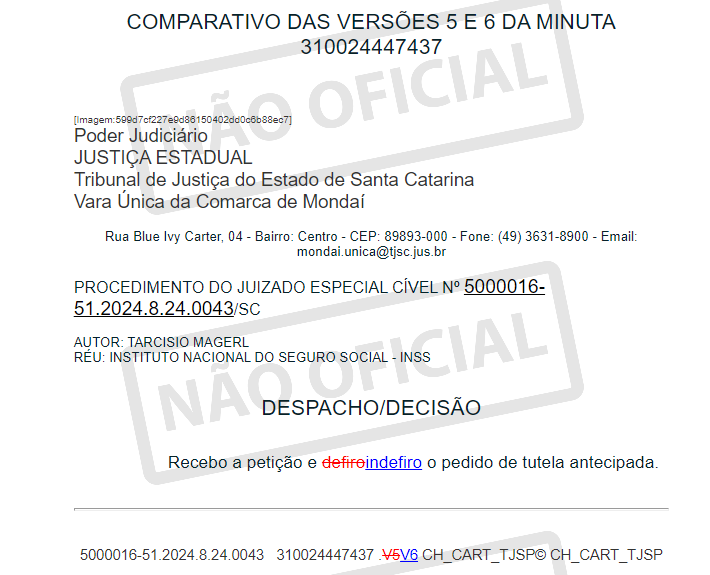 COMPARATIVO DAS VERSÕES 5 E 6 DA MINUTA
310024447437
NÃO OFICIAL
[Imagem:599d7cf227e9d86150402dd0c6b88ec7]
Poder Judiciário
JUSTIÇA ESTADUAL
Tribunal de Justiça do Estado de Santa Catarina
Vara Única da Comarca de Mondaí
Rua Blue Ivy Carter, 04 - Bairro: Centro - CEP: 89893-000 - Fone: (49) 3631-8900 - Email:
mondai.unica@tjsc.jus.br
PROCEDIMENTO DO JUIZADO ESPECIAL CÍVEL Nº 5000016-
51.2024.8.24.0043/SC
AUTOR: TARCISIO MAGERL
RÉU: INSTITUTO NACIONAL DO SEGURO SOCIAL - INSS
NÃO OFICIAL
DESPACHO/DECISÃO
Recebo a petição e defiroindefiro o pedido de tutela antecipada.
5000016-51.2024.8.24.0043 310024447437 .V5V6 CH_CART_TJSP© CH_CART_TJSP